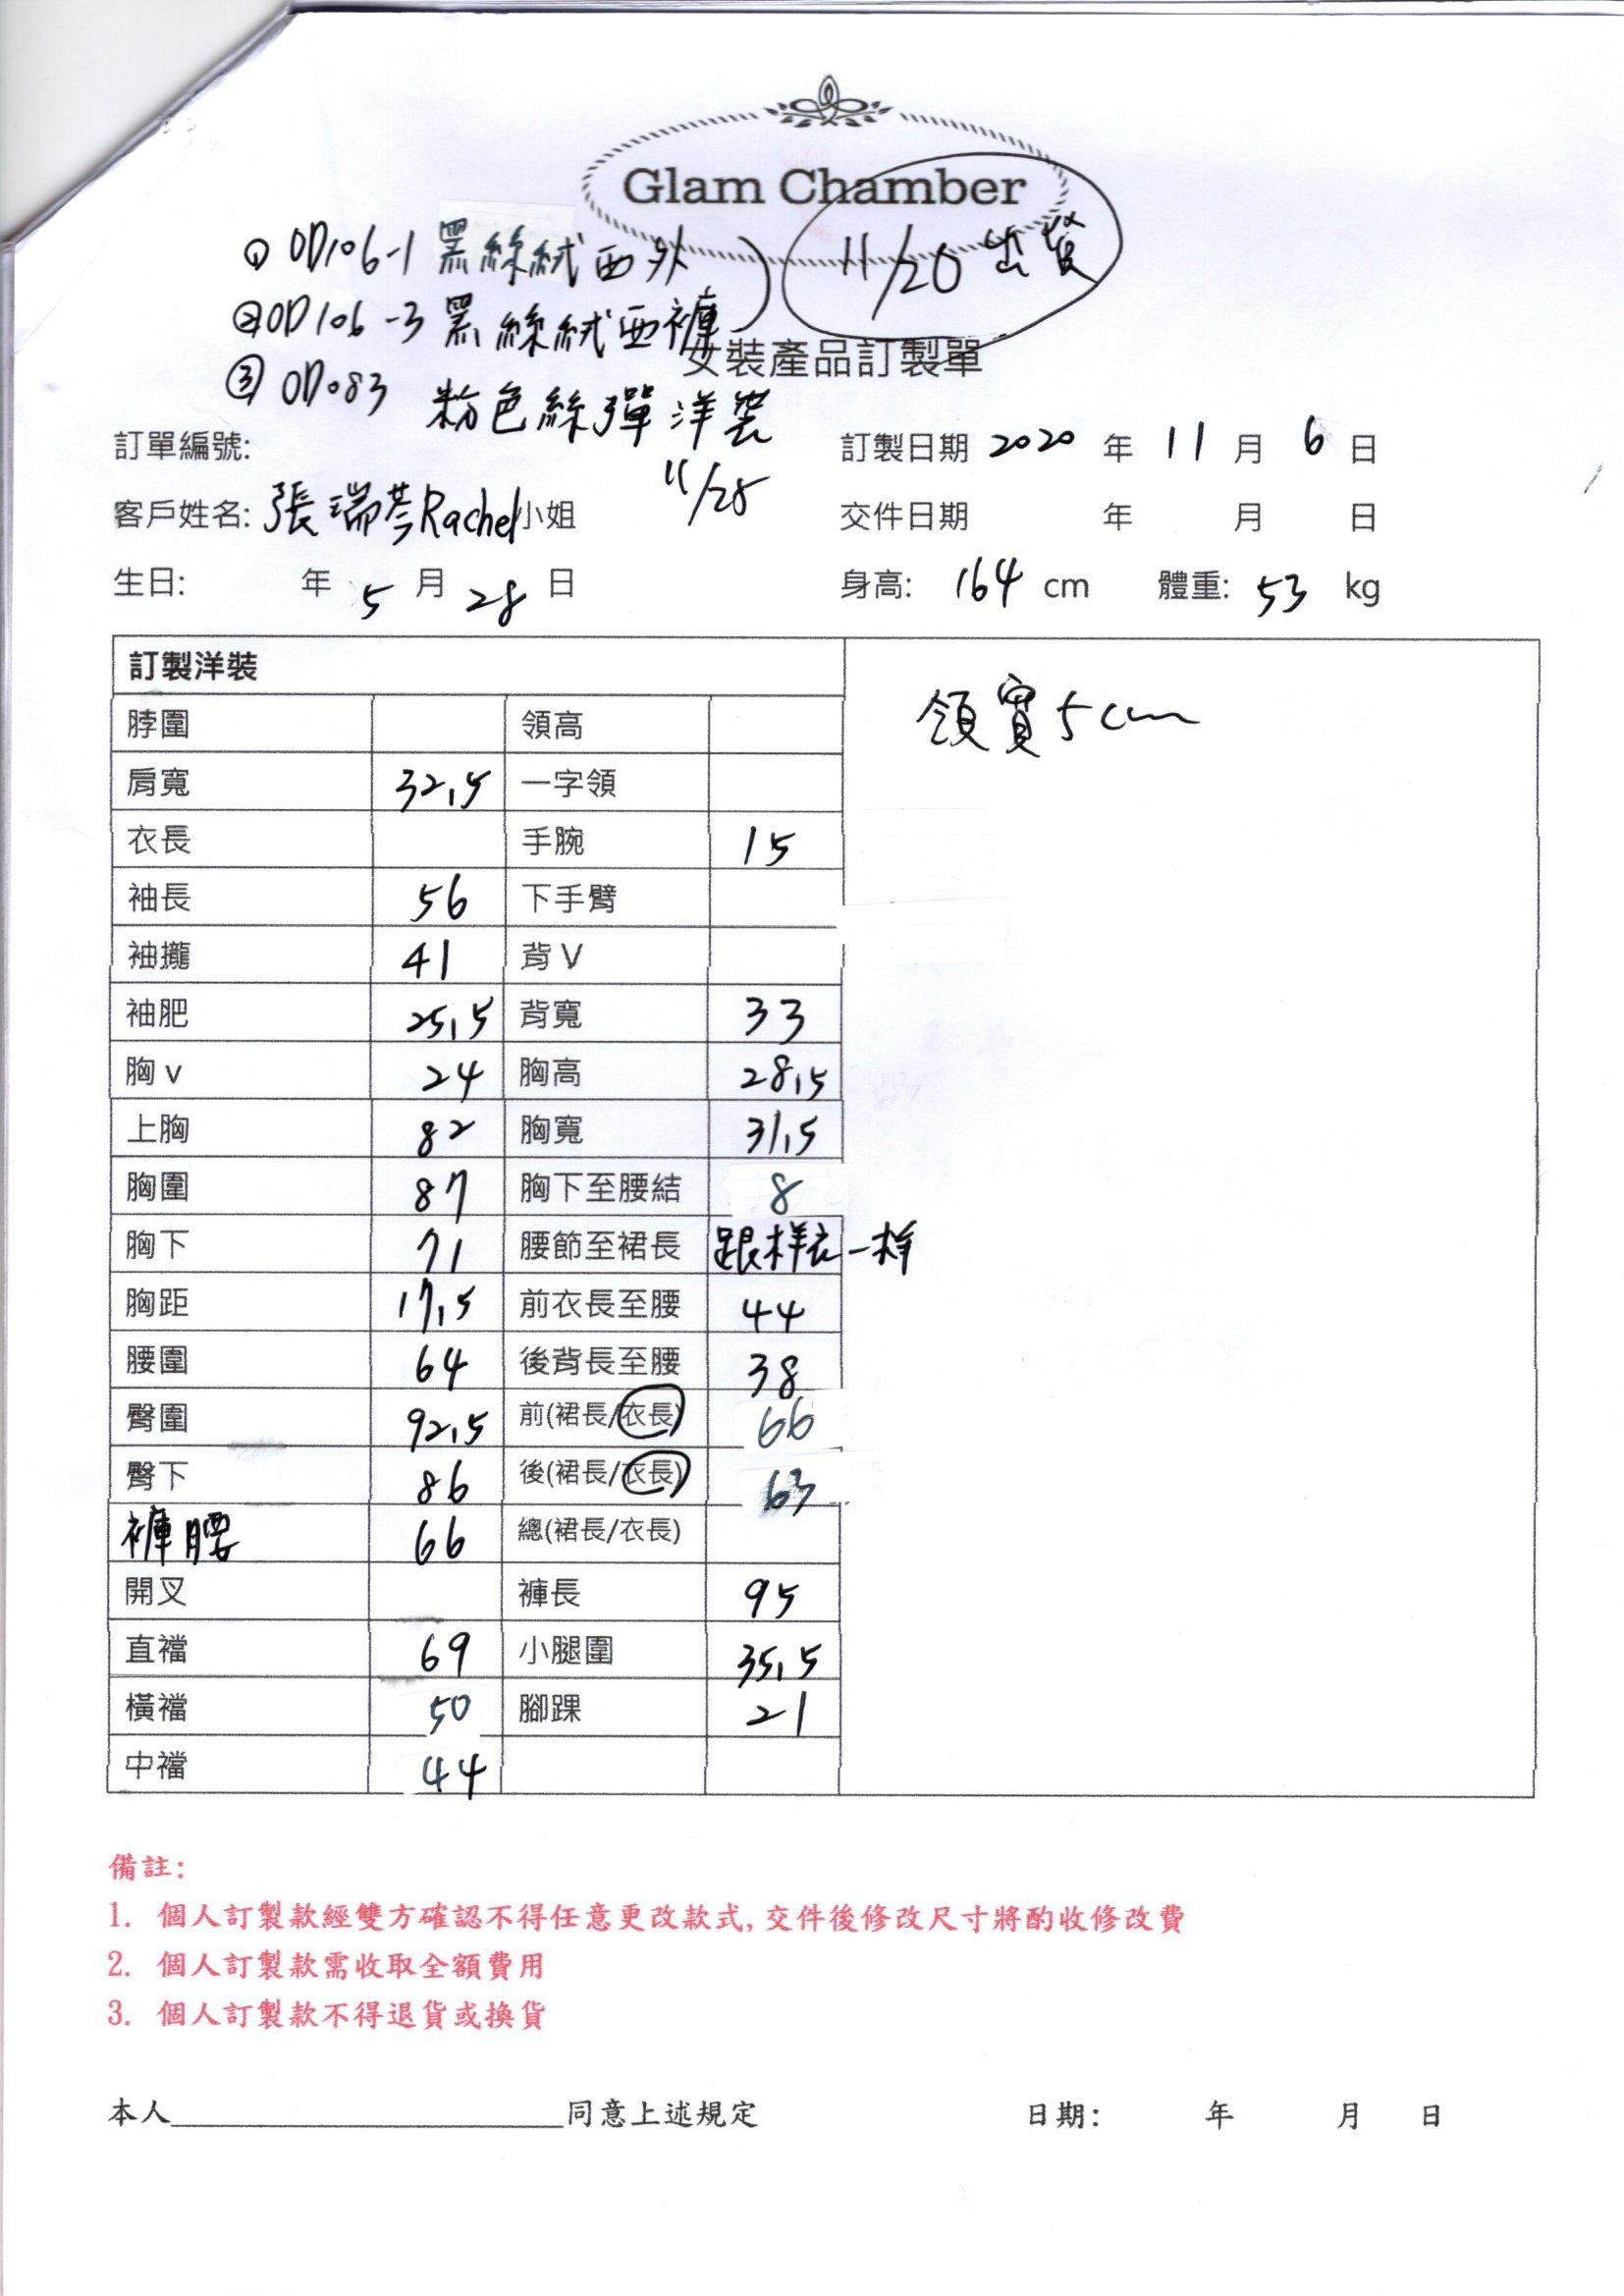 Glam Chamber
① OD106-1 黑絲絨西外
11/20 出貨
② OD106-3 黑絲絨西褲
女裝產品訂製單
③ OD083 粉色絲彈洋裝
訂單編號: 訂製日期 2020 年 11 月 6 日
11/28
客戶姓名: 張瑞芩Rachel小姐 交件日期 年 月 日
生日: 年 5 月 28 日 身高: 164 cm 體重: 53 kg
訂製洋裝
領寬5cm
脖圍 領高
肩寬 32.5 一字領
衣長 手腕 15
袖長 56 下手臂
袖攏 41 背 V
袖肥 25.5 背寬 33
胸 v 24 胸高 28.5
上胸 82 胸寬 31.5
胸圍 87 胸下至腰結 8
胸下 71 腰節至裙長 跟样衣一样
胸距 17.5 前衣長至腰 44
腰圍 64 後背長至腰 38
臀圍 92.5 前(裙長/衣長) 66
臀下 86 後(裙長/衣長) 63
褲腰 66 總(裙長/衣長)
開叉 褲長 95
直襠 69 小腿圍 35.5
橫襠 50 腳踝 21
中襠 44
備註:
1. 個人訂製款經雙方確認不得任意更改款式, 交件後修改尺寸將酌收修改費
2. 個人訂製款需收取全額費用
3. 個人訂製款不得退貨或換貨
本人________________同意上述規定 日期: 年 月 日